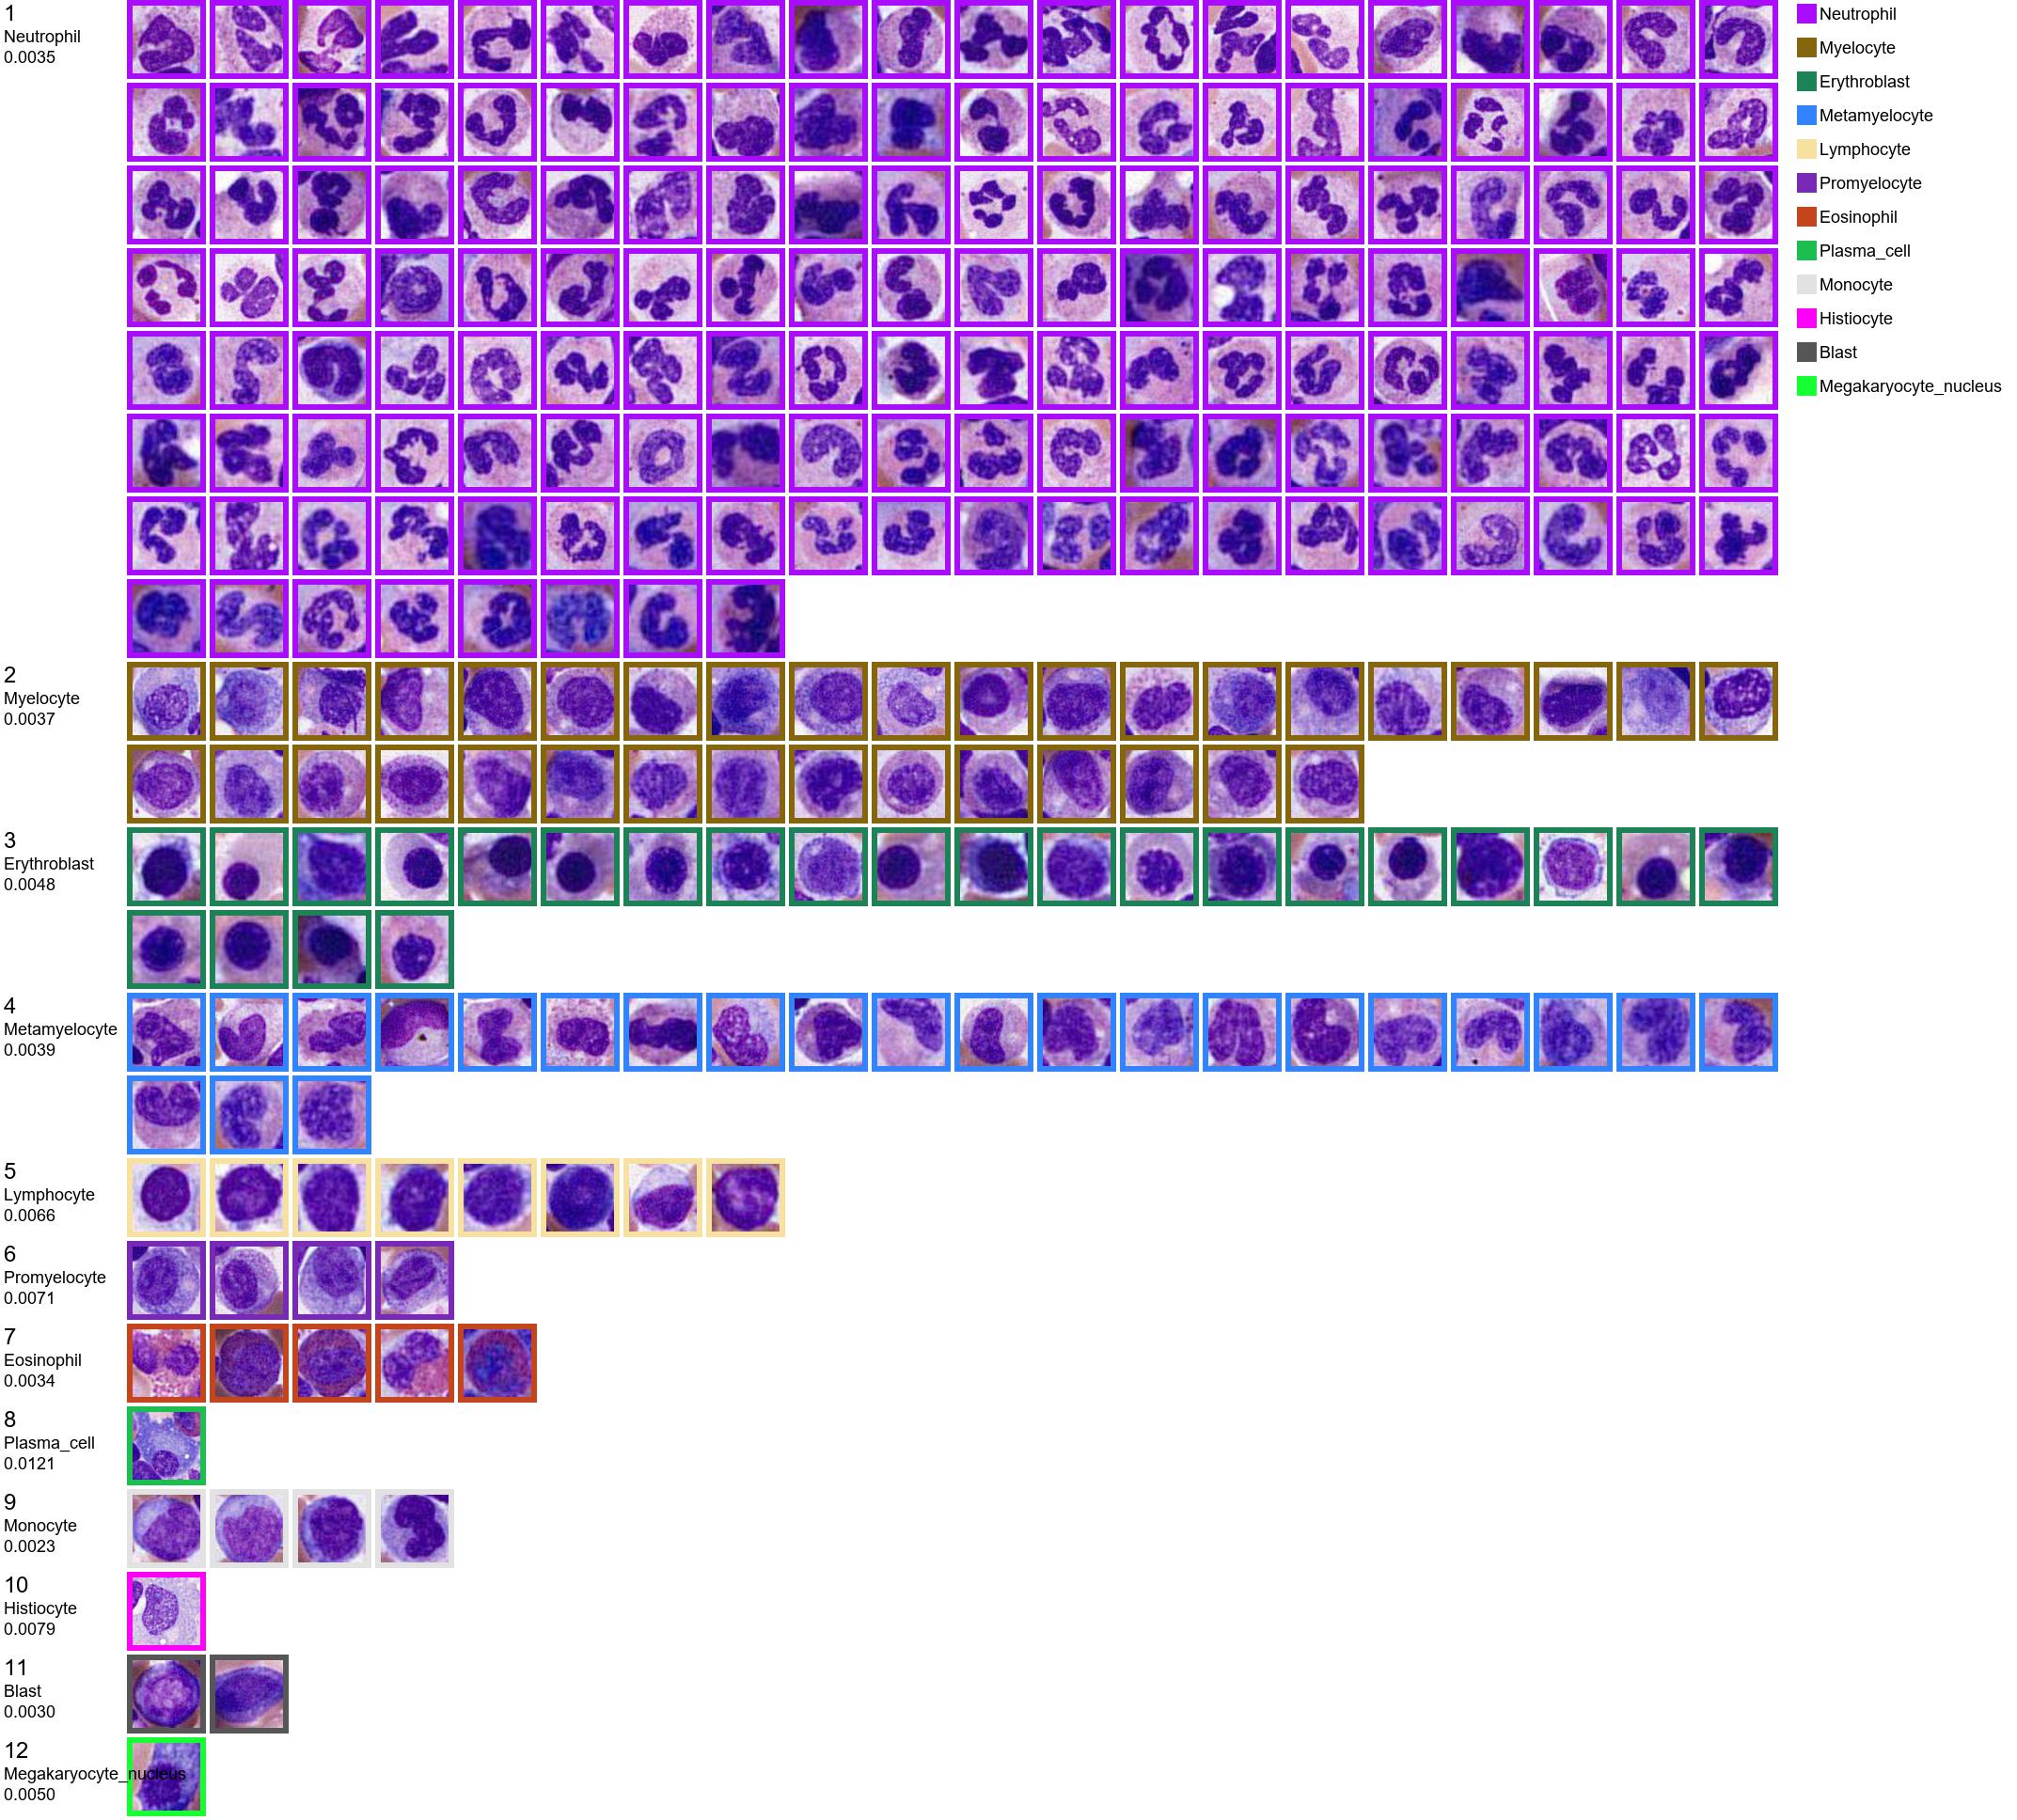 1
Neutrophil
0.0035
2
Myelocyte
0.0037
3
Erythroblast
0.0048
4
Metamyelocyte
0.0039
5
Lymphocyte
0.0066
6
Promyelocyte
0.0071
7
Eosinophil
0.0034
8
Plasma_cell
0.0121
9
Monocyte
0.0023
10
Histiocyte
0.0079
11
Blast
0.0030
12
Megakaryocyte_nucleus
0.0050
Neutrophil
Myelocyte
Erythroblast
Metamyelocyte
Lymphocyte
Promyelocyte
Eosinophil
Plasma_cell
Monocyte
Histiocyte
Blast
Megakaryocyte_nucleus